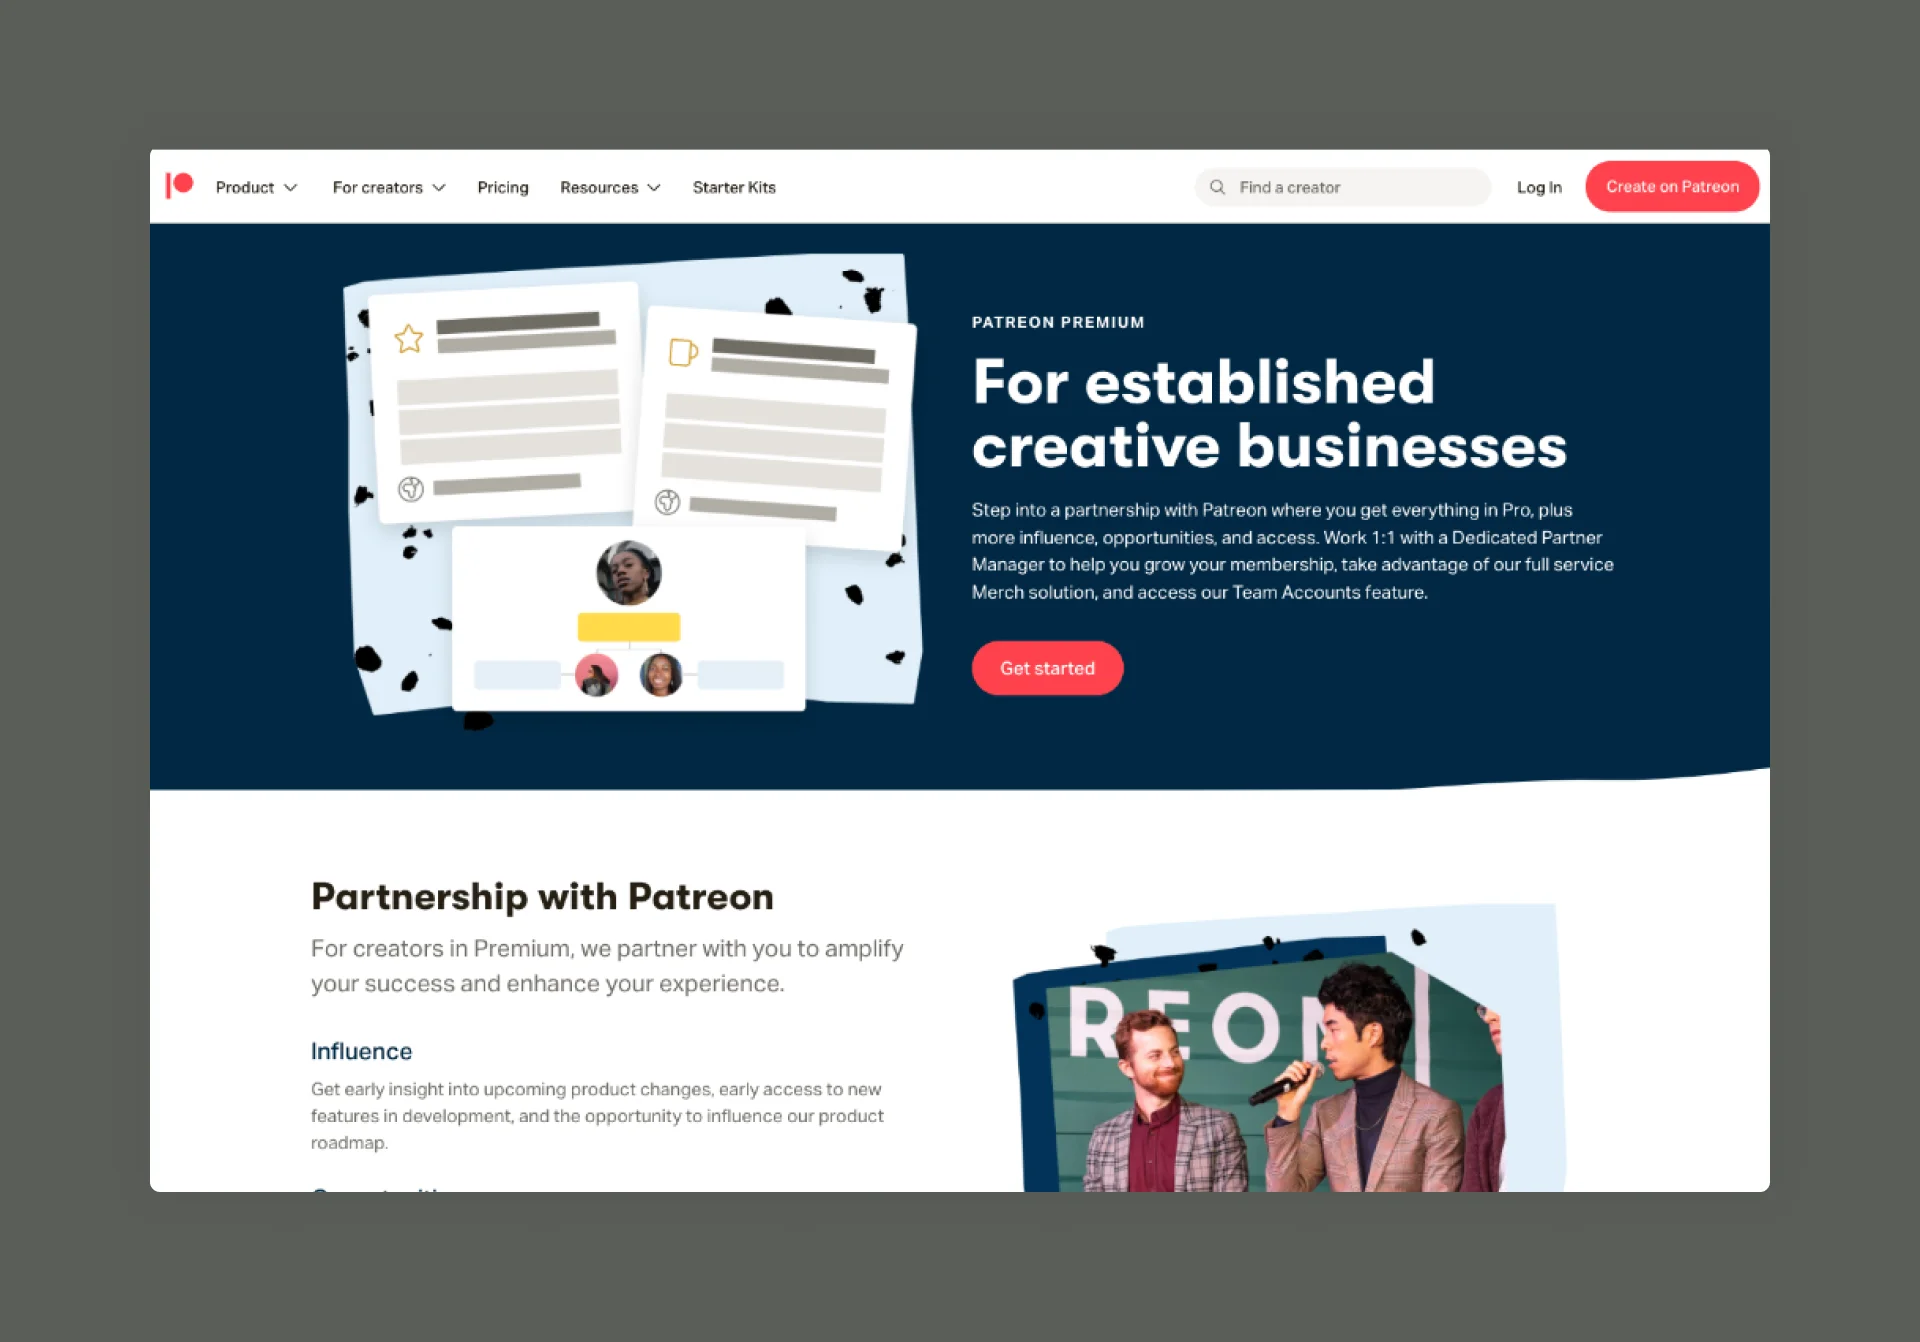 Product
For creators
Pricing
Resources
Starter Kits
Find a creator
Log In
Create on Patreon
PATREON PREMIUM
For established
creative businesses
Step into a partnership with Patreon where you get everything in Pro, plus
more influence, opportunities, and access. Work 1:1 with a Dedicated Partner
Manager to help you grow your membership, take advantage of our full service
Merch solution, and access our Team Accounts feature.
Get started
Partnership with Patreon
For creators in Premium, we partner with you to amplify
your success and enhance your experience.
Influence
Get early insight into upcoming product changes, early access to new
features in development, and the opportunity to influence our product
roadmap.
REON